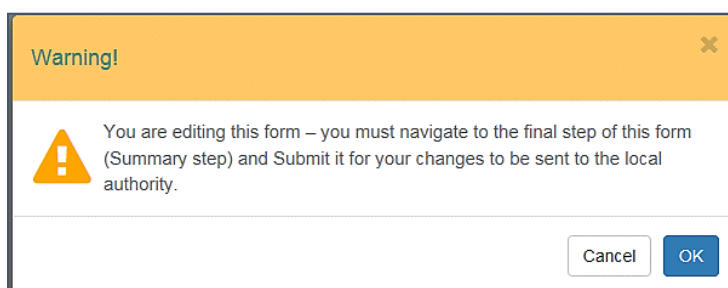 Warning!
You are editing this form – you must navigate to the final step of this form
(Summary step) and Submit it for your changes to be sent to the local
authority.
Cancel OK